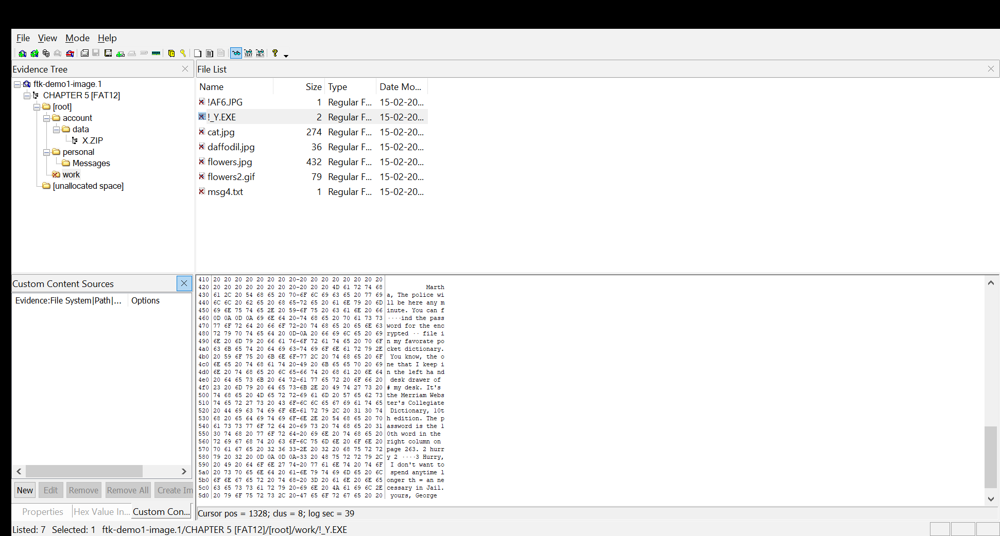 File View Mode Help
Evidence Tree
File List
ftk-demo1-image.1
CHAPTER 5 [FAT12]
[root]
account
data
X.ZIP
personal
Messages
work
[unallocated space]
Name Size Type Date Mo...
!AF6.JPG 1 Regular F... 15-02-20...
!_Y.EXE 2 Regular F... 15-02-20...
cat.jpg 274 Regular F... 15-02-20...
daffodil.jpg 36 Regular F... 15-02-20...
flowers.jpg 432 Regular F... 15-02-20...
flowers2.gif 79 Regular F... 15-02-20...
msg4.txt 1 Regular F... 15-02-20...
Custom Content Sources
Evidence:File System|Path|... Options
New Edit Remove Remove All Create Im
Properties Hex Value In... Custom Con...
410 20 20 20 20 20 20 20 20-20 20 20 20 20 20 20 20
420 20 20 20 20 20 20 20 20-20 20 20 4D 61 72 74 68 Marth
430 61 2C 20 54 68 65 20 70-6F 6C 69 63 65 20 77 69 a, The police wi
440 6C 6C 20 62 65 20 68 65-72 65 20 61 6E 79 20 6D ll be here any m
450 69 6E 75 74 65 2E 20 59-6F 75 20 63 61 6E 20 66 inute. You can f
460 0D 0A 0D 0A 69 6E 64 20-74 68 65 20 70 61 73 73 ····ind the pass
470 77 6F 72 64 20 66 6F 72-20 74 68 65 20 65 6E 63 word for the enc
480 72 79 70 74 65 64 20 0D-0A 20 66 69 6C 65 20 69 rypted ·· file i
490 6E 20 6D 79 20 66 61 76-6F 72 61 74 65 20 70 6F n my favorate po
4a0 63 6B 65 74 20 64 69 63-74 69 6F 6E 61 72 79 2E cket dictionary.
4b0 20 59 6F 75 20 6B 6E 6F-77 2C 20 74 68 65 20 6F You know, the o
4c0 6E 65 20 74 68 61 74 20-49 20 6B 65 65 70 20 69 ne that I keep i
4d0 6E 20 74 68 65 20 6C 65-66 74 20 68 61 20 6E 64 n the left ha nd
4e0 20 64 65 73 6B 20 64 72-61 77 65 72 20 6F 66 20 desk drawer of
4f0 23 20 6D 79 20 64 65 73-6B 2E 20 49 74 27 73 20 # my desk. It's
500 74 68 65 20 4D 65 72 72-69 61 6D 20 57 65 62 73 the Merriam Webs
510 74 65 72 27 73 20 43 6F-6C 6C 65 67 69 61 74 65 ter's Collegiate
520 20 44 69 63 74 69 6F 6E-61 72 79 2C 20 31 30 74 Dictionary, 10t
530 68 20 65 64 69 74 69 6F-6E 2E 20 54 68 65 20 70 h edition. The p
540 61 73 73 77 6F 72 64 20-69 73 20 74 68 65 20 31 assword is the 1
550 30 74 68 20 77 6F 72 64-20 69 6E 20 74 68 65 20 0th word in the
560 72 69 67 68 74 20 63 6F-6C 75 6D 6E 20 6F 6E 20 right column on
570 70 61 67 65 20 32 36 33-2E 20 32 20 68 75 72 72 page 263. 2 hurr
580 79 20 32 20 0D 0A 0D 0A-33 20 48 75 72 72 79 2C y 2 ····3 Hurry,
590 20 49 20 64 6F 6E 27 74-20 77 61 6E 74 20 74 6F I don't want to
5a0 20 73 70 65 6E 64 20 61-6E 79 74 69 6D 65 20 6C spend anytime l
5b0 6F 6E 67 65 72 20 74 68-20 3D 20 61 6E 20 6E 65 onger th = an ne
5c0 63 65 73 73 61 72 79 20-69 6E 20 4A 61 69 6C 2E cessary in Jail.
5d0 20 79 6F 75 72 73 2C 20-47 65 6F 72 67 65 20 20 yours, George
Cursor pos = 1328; clus = 8; log sec = 39
Listed: 7 Selected: 1 ftk-demo1-image.1/CHAPTER 5 [FAT12]/[root]/work/!_Y.EXE